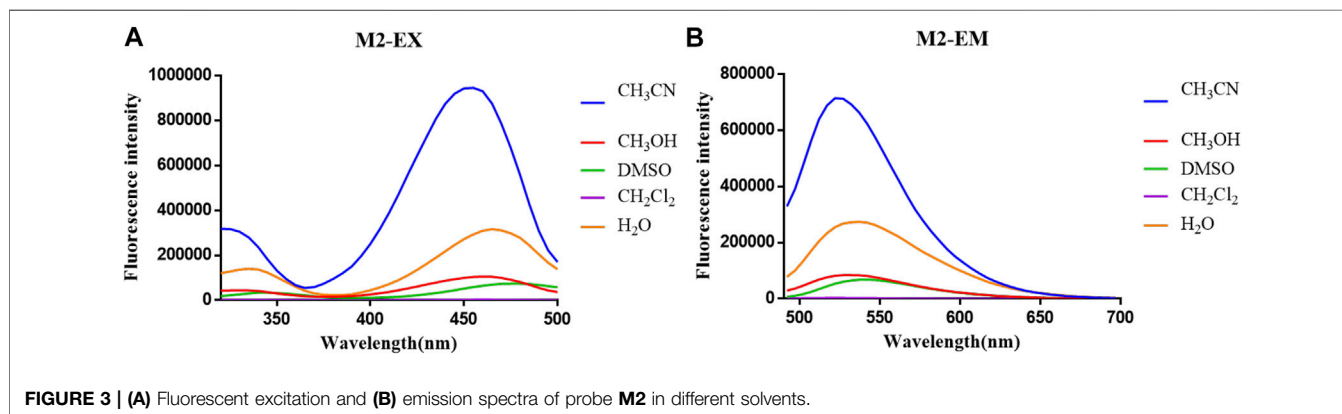 A
M2-EX
Fluorescence intensity
1000000
800000
600000
400000
200000
0
350
400
450
500
Wavelength(nm)
CH₃CN
CH₃OH
DMSO
CH₂Cl₂
H₂O
B
M2-EM
Fluorescence intensity
800000
600000
400000
200000
0
500
550
600
650
700
Wavelength(nm)
CH₃CN
CH₃OH
DMSO
CH₂Cl₂
H₂O
FIGURE 3 | (A) Fluorescent excitation and (B) emission spectra of probe M2 in different solvents.